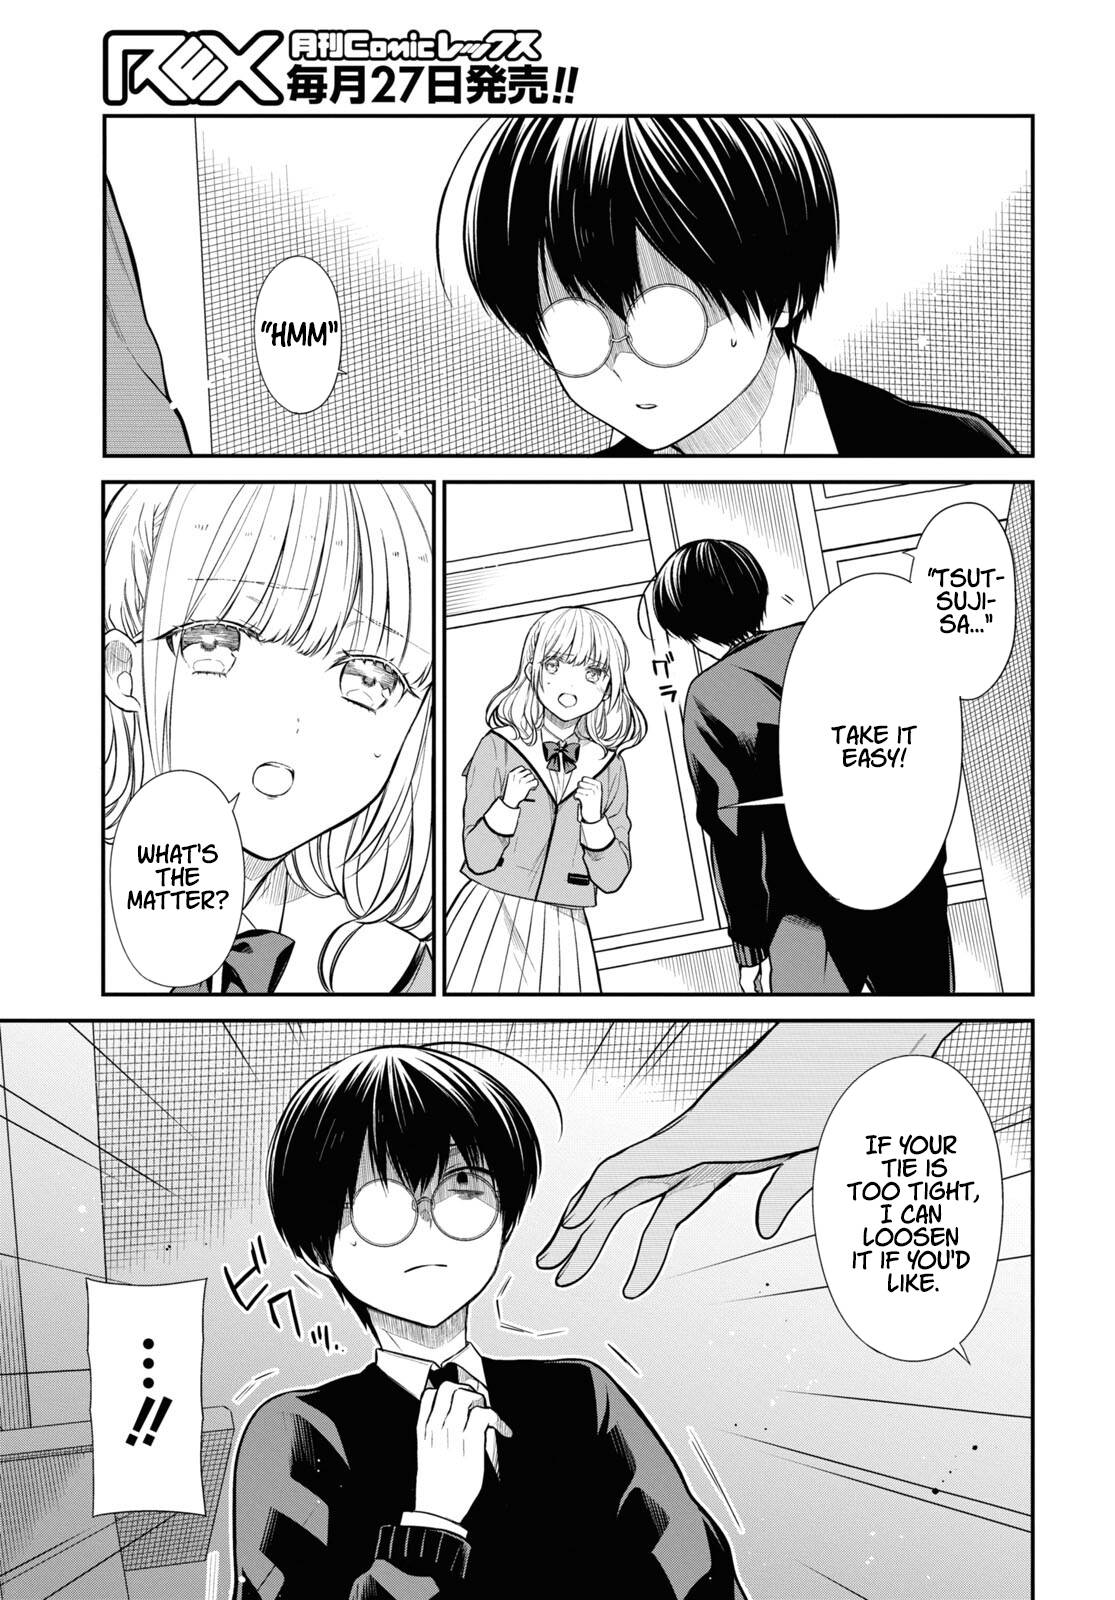 REX 月刊Comicレックス
毎月27日発売!!
"HMM"
"TSUT-
SUJI-
SA..."
TAKE IT
EASY!
グラ
WHAT'S
THE
MATTER?
IF YOUR
TIE IS
TOO TIGHT,
I CAN
LOOSEN
IT IF YOU'D
LIKE.
ビクッ
...!!